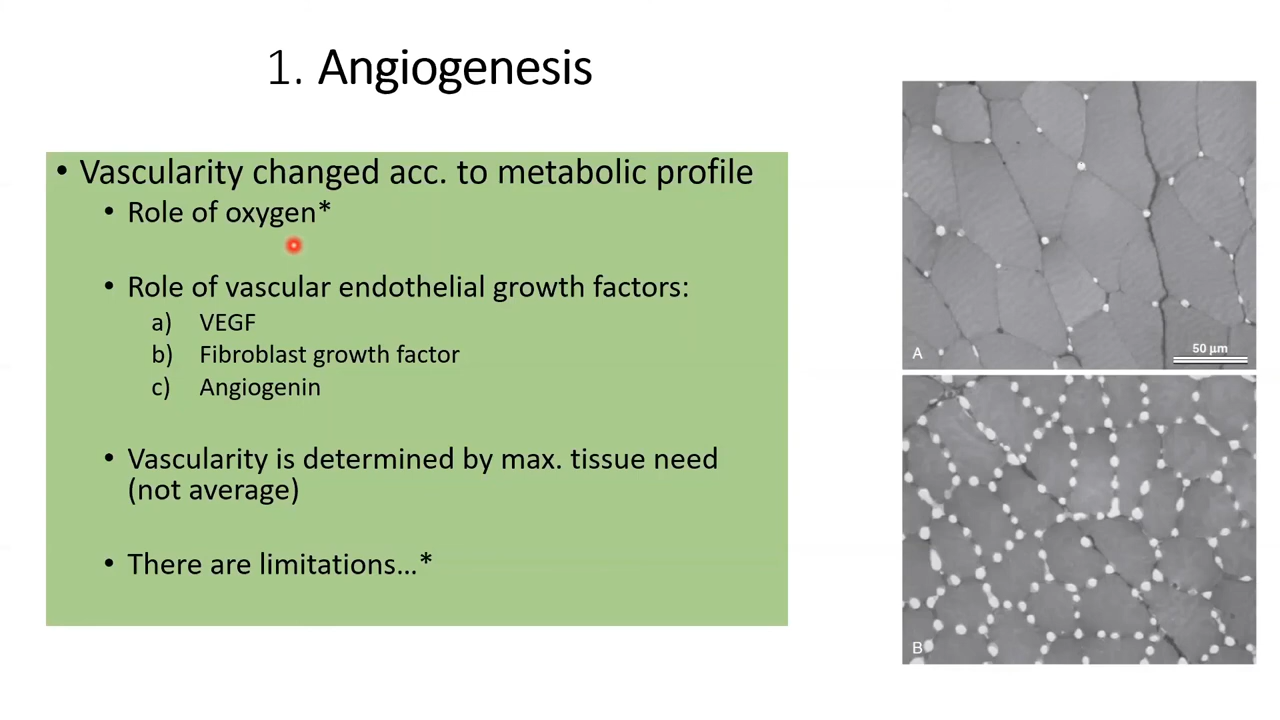 1. Angiogenesis
• Vascularity changed acc. to metabolic profile
• Role of oxygen*
• Role of vascular endothelial growth factors:
a) VEGF
b) Fibroblast growth factor
c) Angiogenin
• Vascularity is determined by max. tissue need
(not average)
• There are limitations...*
A
50 µm
B